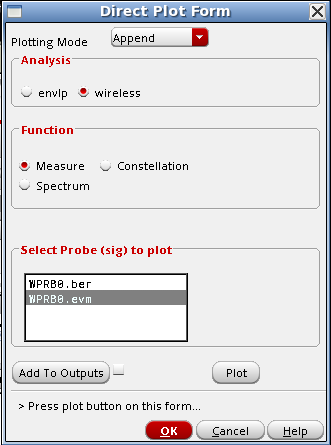 Direct Plot Form
Plotting Mode Append
Analysis
envlp wireless
Function
Measure Constellation
Spectrum
Select Probe (sig) to plot
WPRB0.ber
WPRB0.evm
Add To Outputs Plot
> Press plot button on this form...
OK Cancel Help